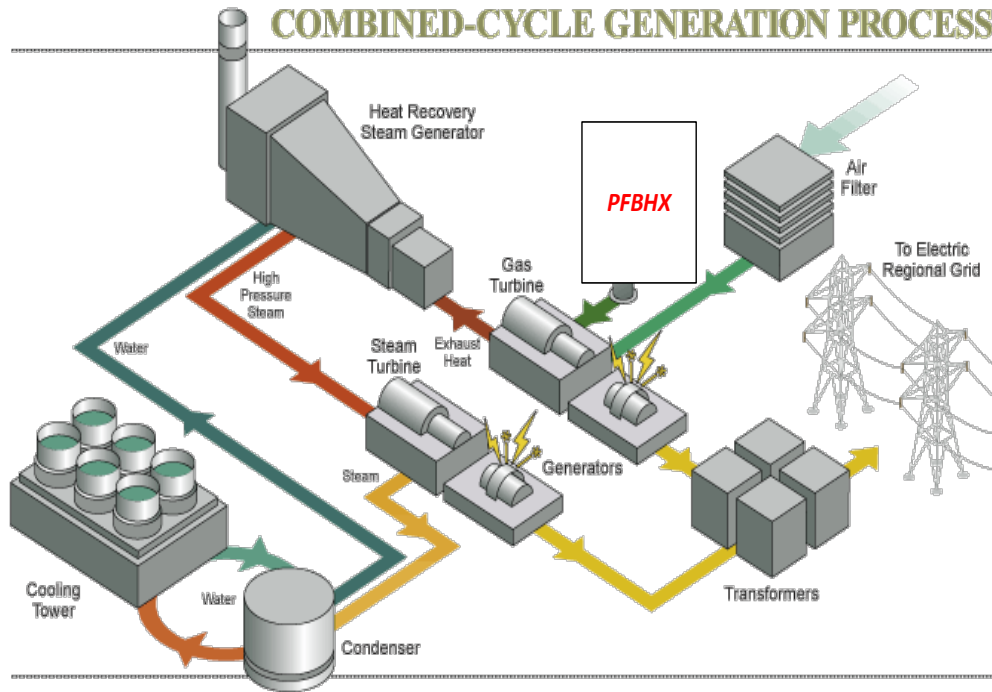 COMBINED-CYCLE GENERATION PROCESS
Heat Recovery
Steam Generator
PFBHX
Air
Filter
To Electric
Regional Grid
Gas
Turbine
High
Pressure
Steam
Exhaust
Heat
Water
Steam
Turbine
Generators
Steam
Cooling
Tower
Water
Condenser
Transformers